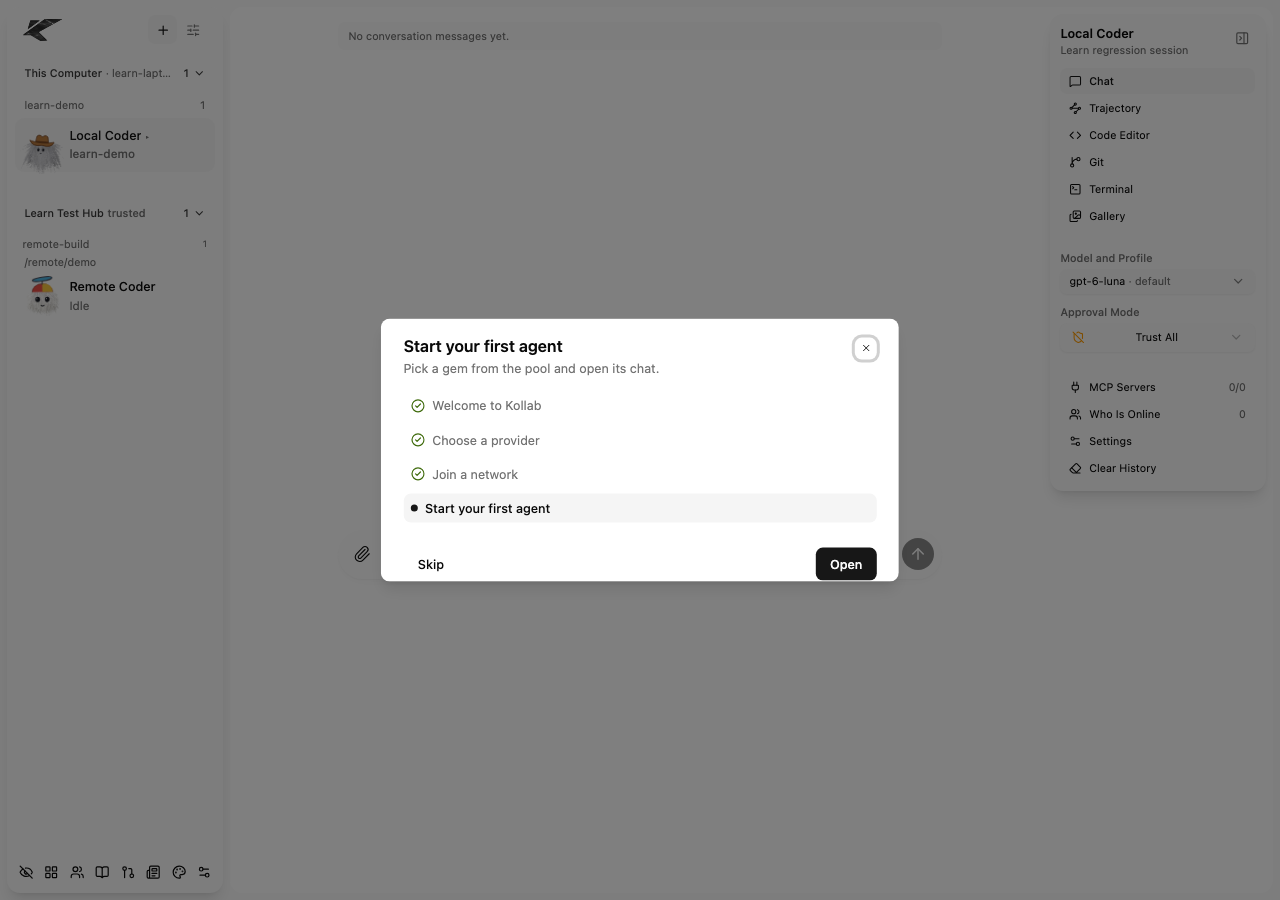 This Computer · learn-lapt... 1
learn-demo 1
Local Coder ·
learn-demo
Learn Test Hub trusted 1
remote-build 1
/remote/demo
Remote Coder
Idle
No conversation messages yet.
Start your first agent
Pick a gem from the pool and open its chat.
Welcome to Kollab
Choose a provider
Join a network
Start your first agent
Skip
Open
Local Coder
Learn regression session
Chat
Trajectory
Code Editor
Git
Terminal
Gallery
Model and Profile
gpt-6-luna · default
Approval Mode
Trust All
MCP Servers 0/0
Who Is Online 0
Settings
Clear History